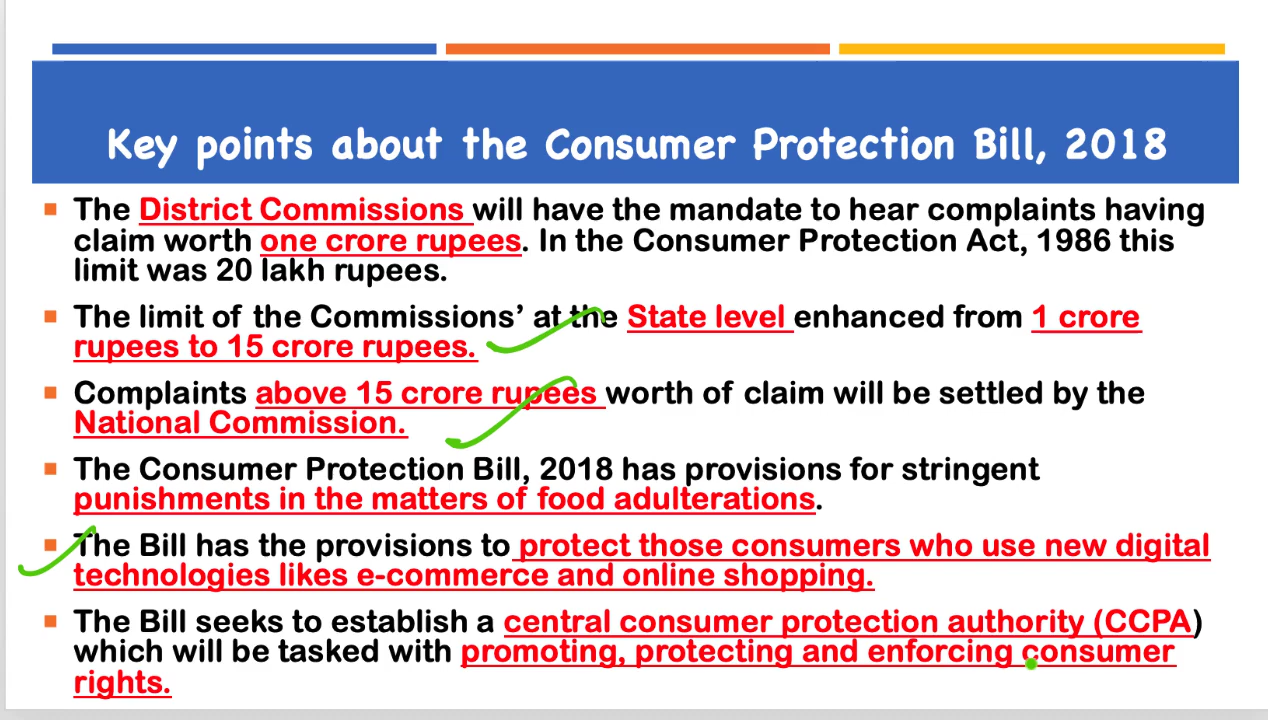 Key points about the Consumer Protection Bill, 2018
The District Commissions will have the mandate to hear complaints having
claim worth one crore rupees. In the Consumer Protection Act, 1986 this
limit was 20 lakh rupees.
The limit of the Commissions’ at the State level enhanced from 1 crore
rupees to 15 crore rupees.
Complaints above 15 crore rupees worth of claim will be settled by the
National Commission.
The Consumer Protection Bill, 2018 has provisions for stringent
punishments in the matters of food adulterations.
The Bill has the provisions to protect those consumers who use new digital
technologies likes e-commerce and online shopping.
The Bill seeks to establish a central consumer protection authority (CCPA)
which will be tasked with promoting, protecting and enforcing consumer
rights.